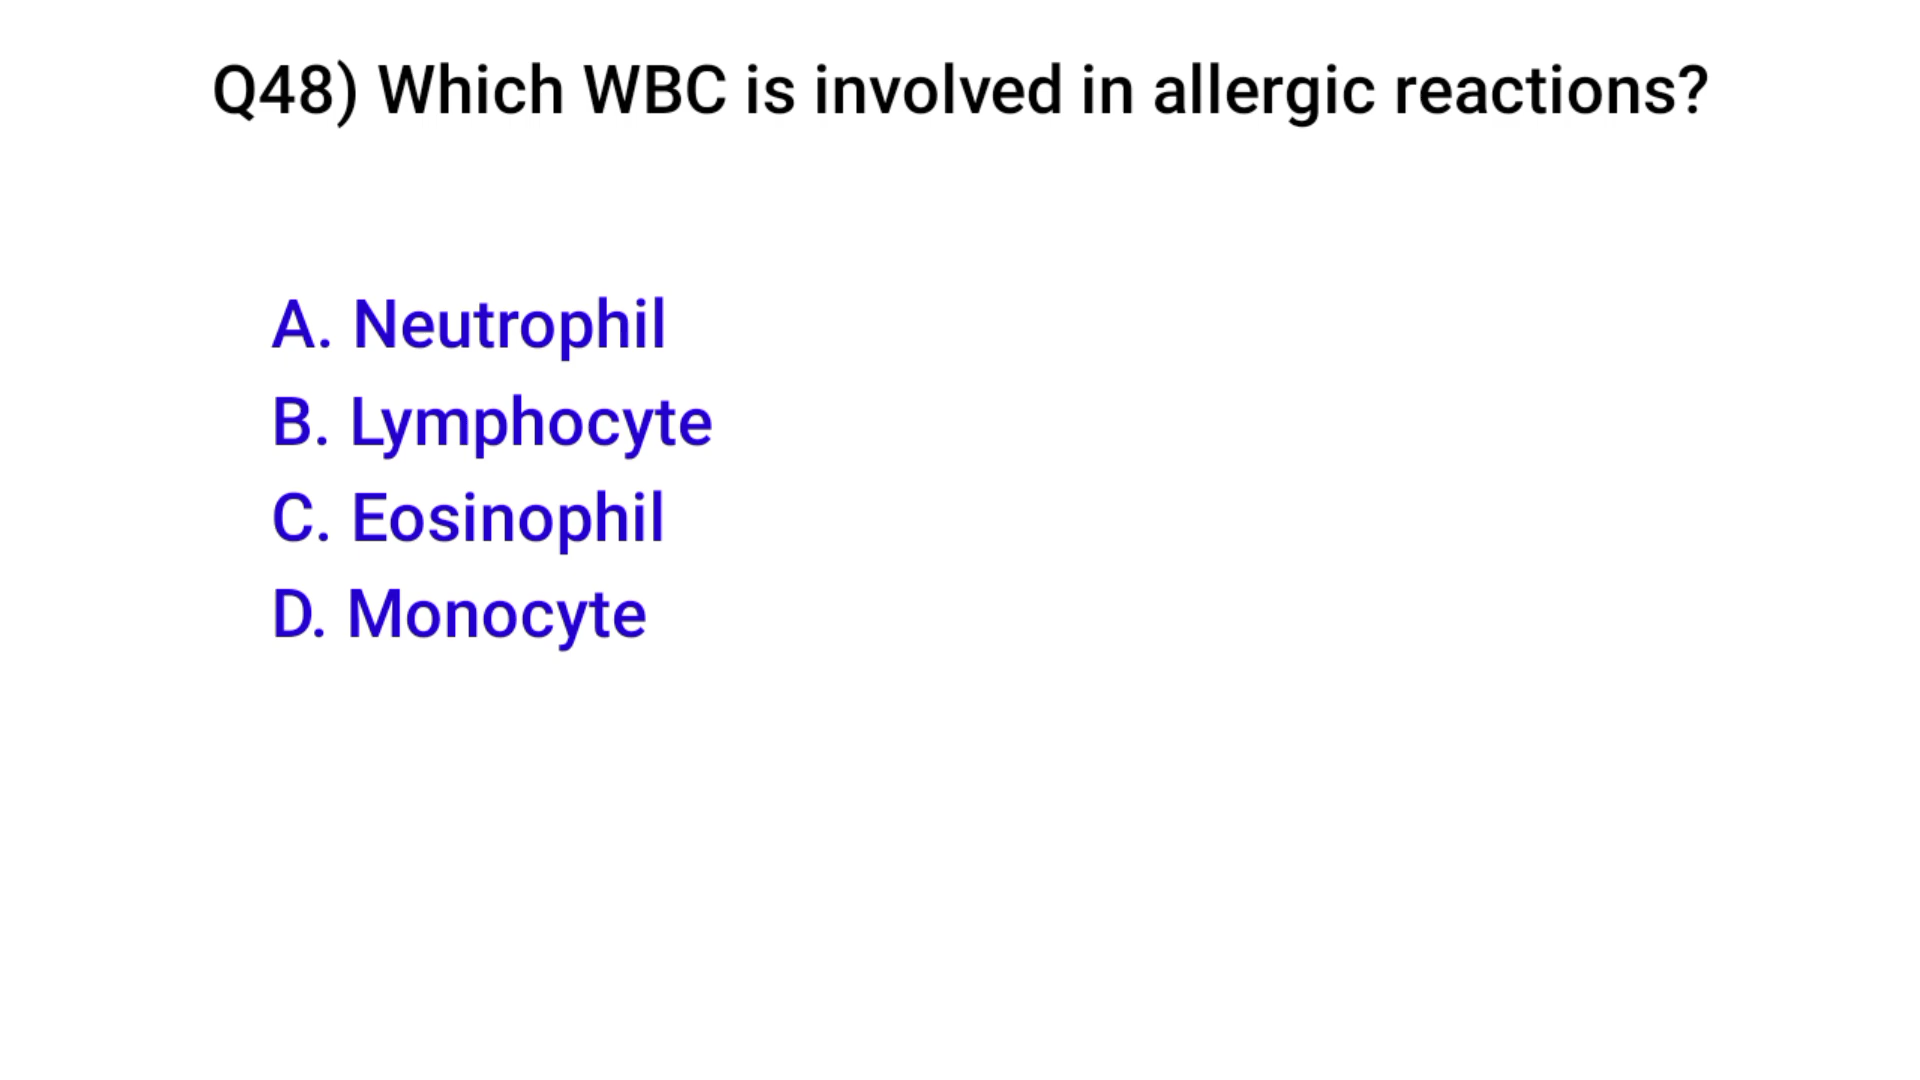 Q48) Which WBC is involved in allergic reactions?
A. Neutrophil
B. Lymphocyte
C. Eosinophil
D. Monocyte